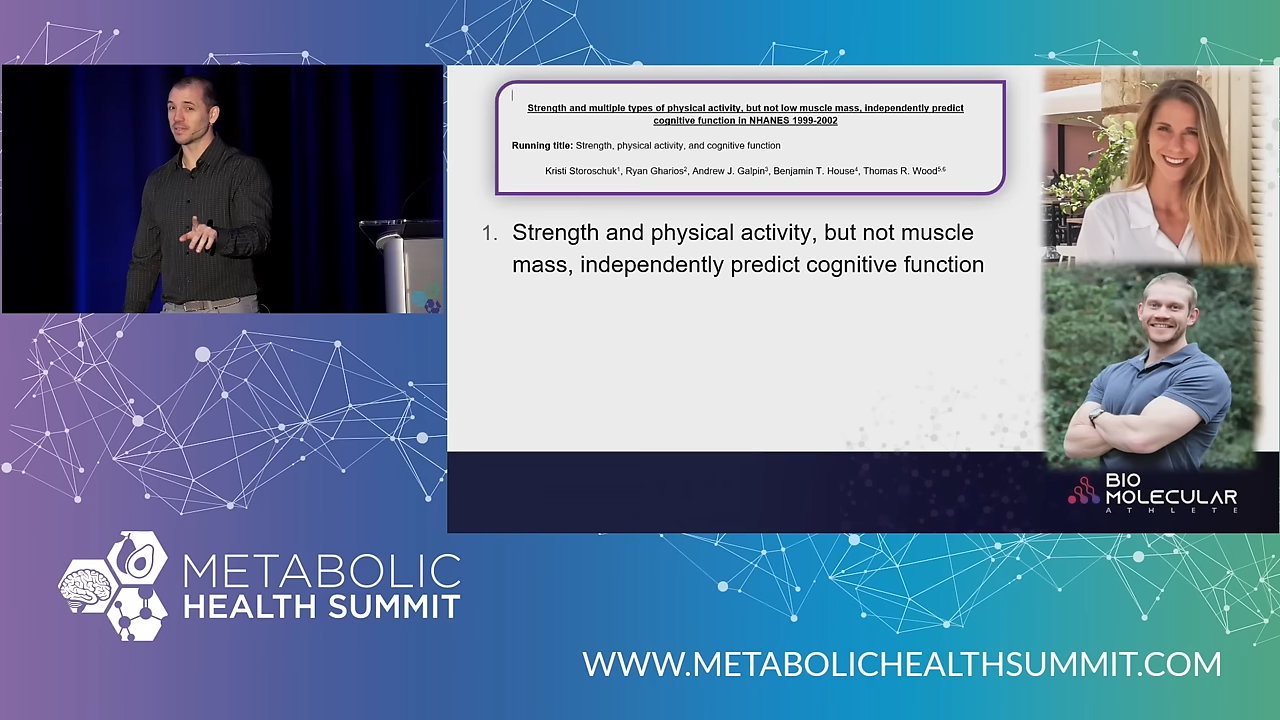 Strength and multiple types of physical activity, but not low muscle mass, independently predict
cognitive function in NHANES 1999-2002
Running title: Strength, physical activity, and cognitive function
Kristi Storoschuk¹, Ryan Gharios², Andrew J. Galpin³, Benjamin T. House⁴, Thomas R. Wood⁵,⁶
1. Strength and physical activity, but not muscle
mass, independently predict cognitive function
BIO
MOLECULAR
ATHLETE
METABOLIC
HEALTH SUMMIT
WWW.METABOLICHEALTHSUMMIT.COM